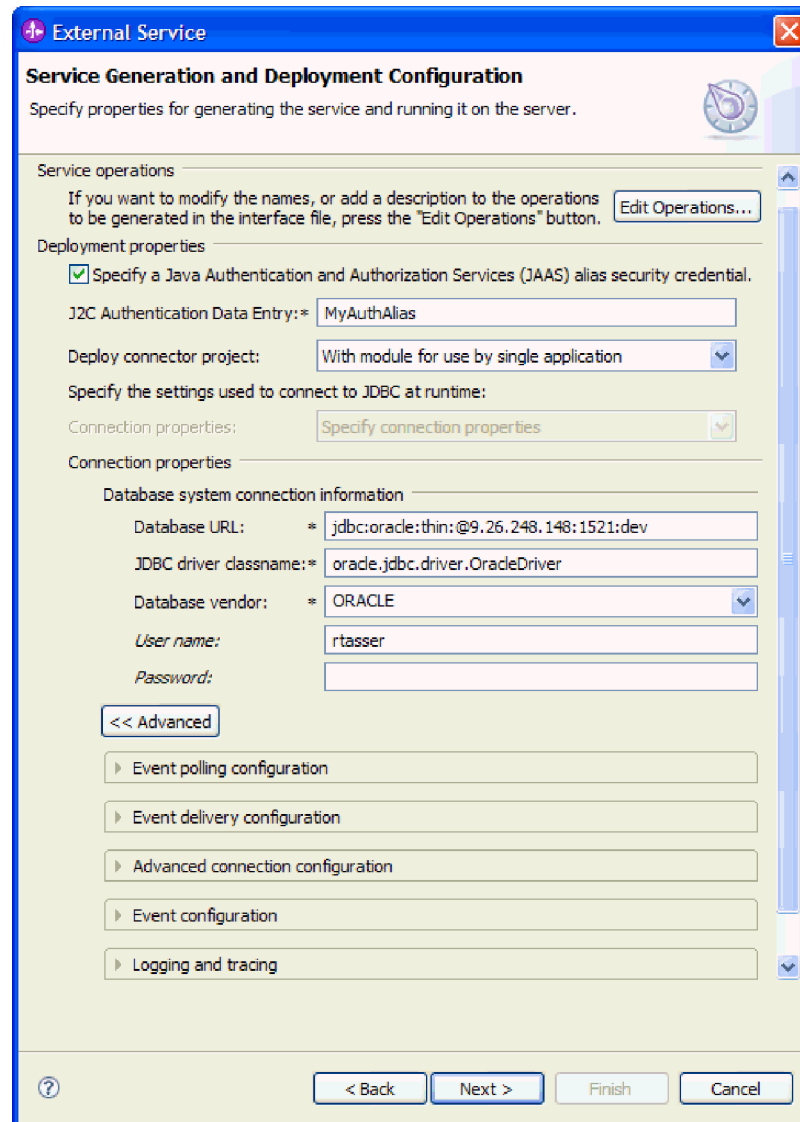 External Service
Service Generation and Deployment Configuration
Specify properties for generating the service and running it on the server.
Service operations
If you want to modify the names, or add a description to the operations
to be generated in the interface file, press the "Edit Operations" button.
Edit Operations...
Deployment properties
Specify a Java Authentication and Authorization Services (JAAS) alias security credential.
J2C Authentication Data Entry:* MyAuthAlias
Deploy connector project: With module for use by single application
Specify the settings used to connect to JDBC at runtime:
Connection properties: Specify connection properties
Connection properties
Database system connection information
Database URL: * jdbc:oracle:thin:@9.26.248.148:1521:dev
JDBC driver classname:* oracle.jdbc.driver.OracleDriver
Database vendor: * ORACLE
User name: rtasser
Password:
<< Advanced
Event polling configuration
Event delivery configuration
Advanced connection configuration
Event configuration
Logging and tracing
? < Back Next > Finish Cancel